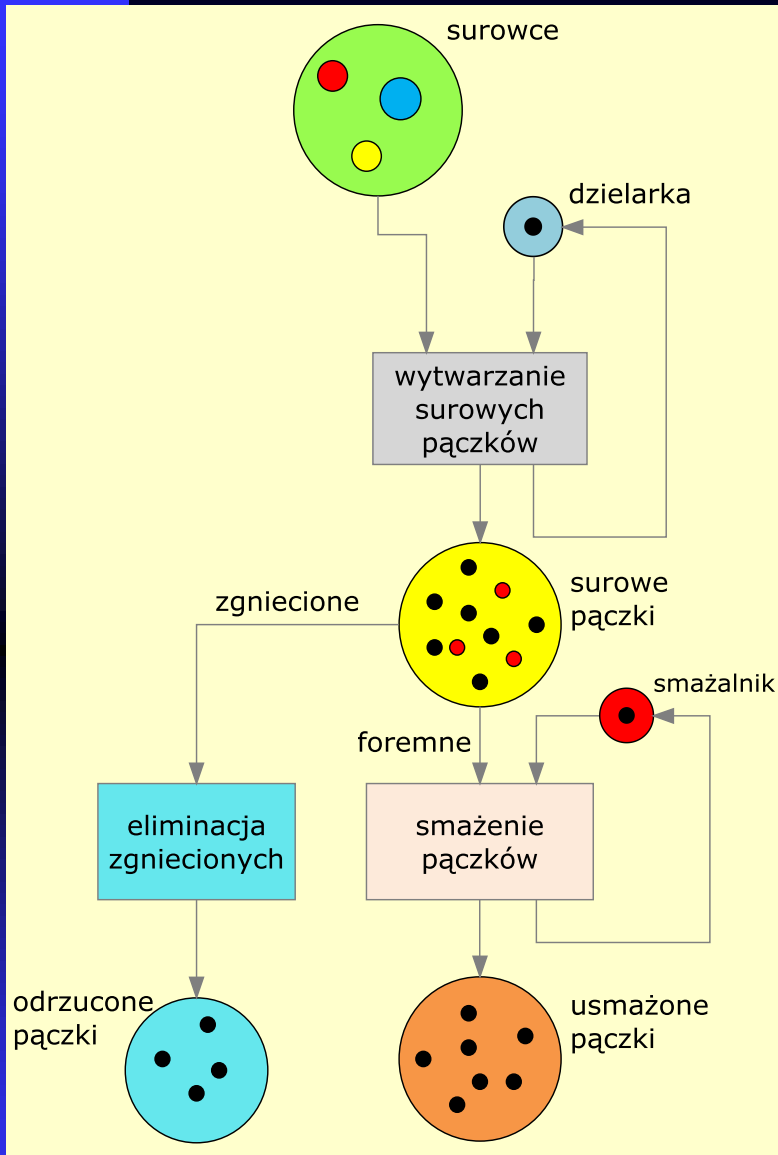 surowce
dzielarka
wytwarzanie
surowych
pączków
zgniecione
surowe
pączki
smażalnik
foremne
eliminacja
zgniecionych
smażenie
pączków
odrzucone
pączki
usmażone
pączki